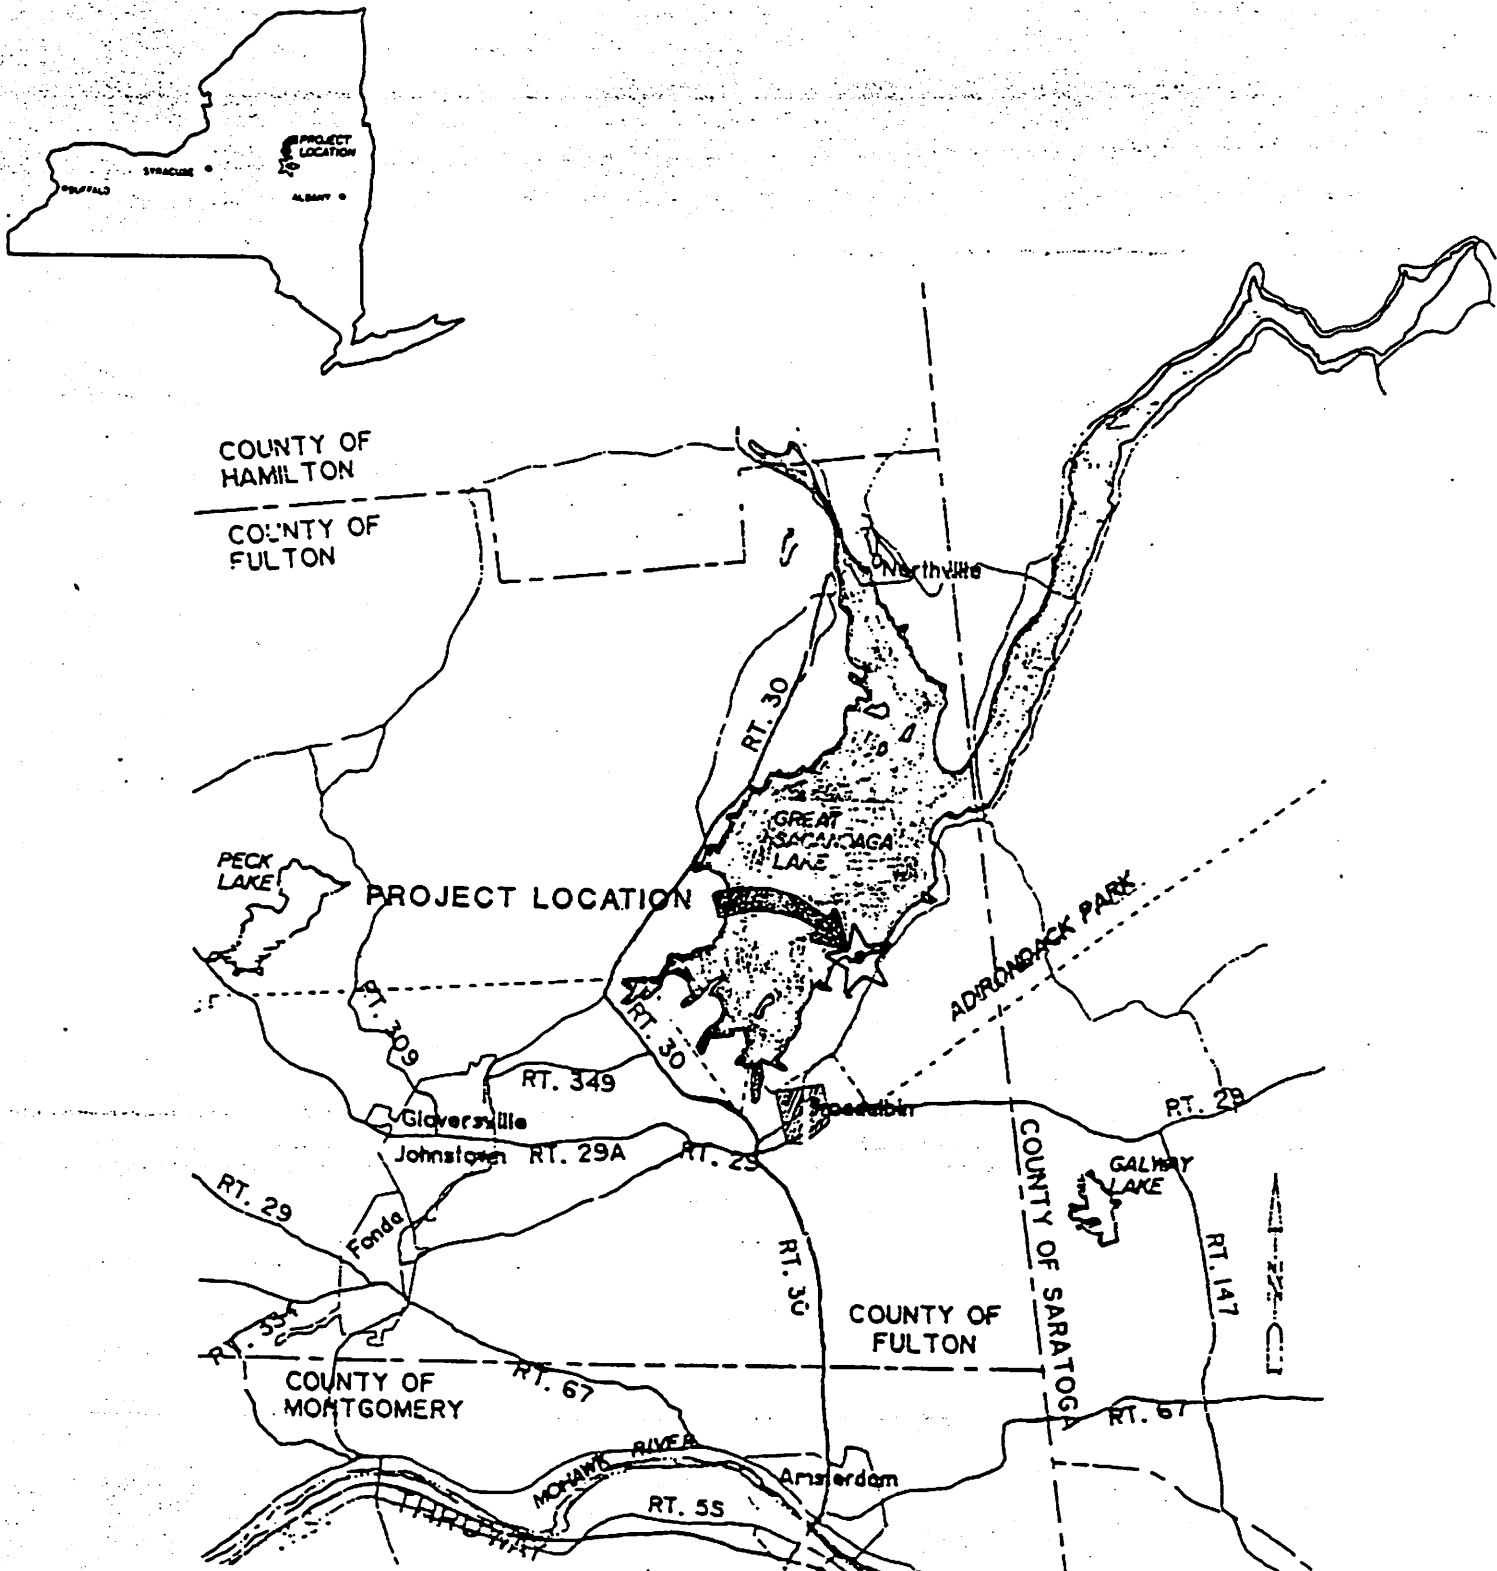 PROJECT
LOCATION
SYRACUSE
BUFFALO
ALBANY
COUNTY OF
HAMILTON
COUNTY OF
FULTON
Northville
RT. 30
GREAT
SACANDAGA
LAKE
PECK
LAKE
PROJECT LOCATION
ADIRONDACK PARK
RT. 309
RT. 30
RT. 349
Gloversville
Broadalbin
RT. 29
Johnstown
RT. 29A
RT. 29
GALWAY
LAKE
RT. 29
Fonda
COUNTY OF SARATOGA
RT. 147
RT. 30
COUNTY OF
FULTON
RT. 67
COUNTY OF
MONTGOMERY
RT. 67
MOHAWK RIVER
Amsterdam
RT. 5S
THRUWAY